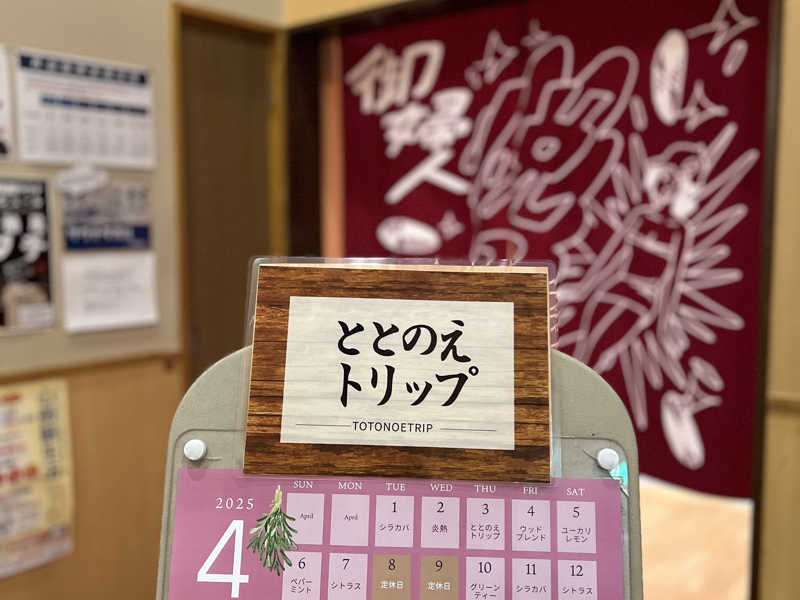 御婦人
ととのえ
トリップ
TOTONOETRIP
2025
4
SUN MON TUE WED THU FRI SAT
April April 1 2 3 4 5
シラカバ 炎熱 ととのえ ウッド ユーカリ
トリップ ブレンド レモン
6 7 8 9 10 11 12
ペパー シトラス 定休日 定休日 グリーン シラカバ シトラス
ミント ティー